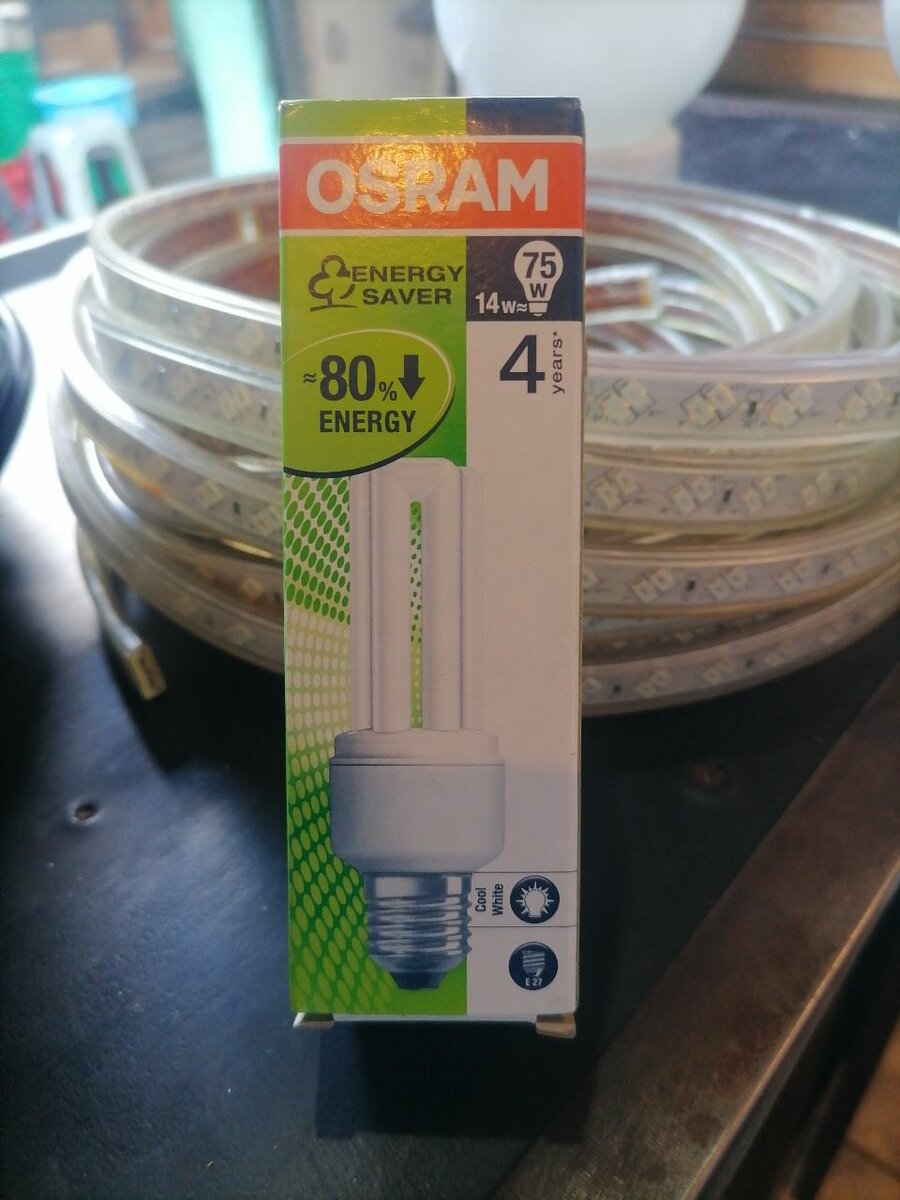 OSRAM
ENERGY
SAVER
75
W
14w≈
4
years*
≈80%
ENERGY
Cool
White
E 27